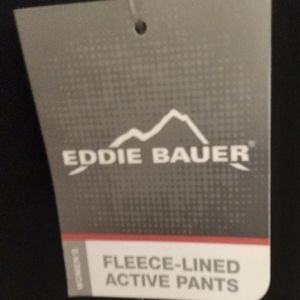 EDDIE BAUER®
WOMEN'S
FLEECE-LINED
ACTIVE PANTS